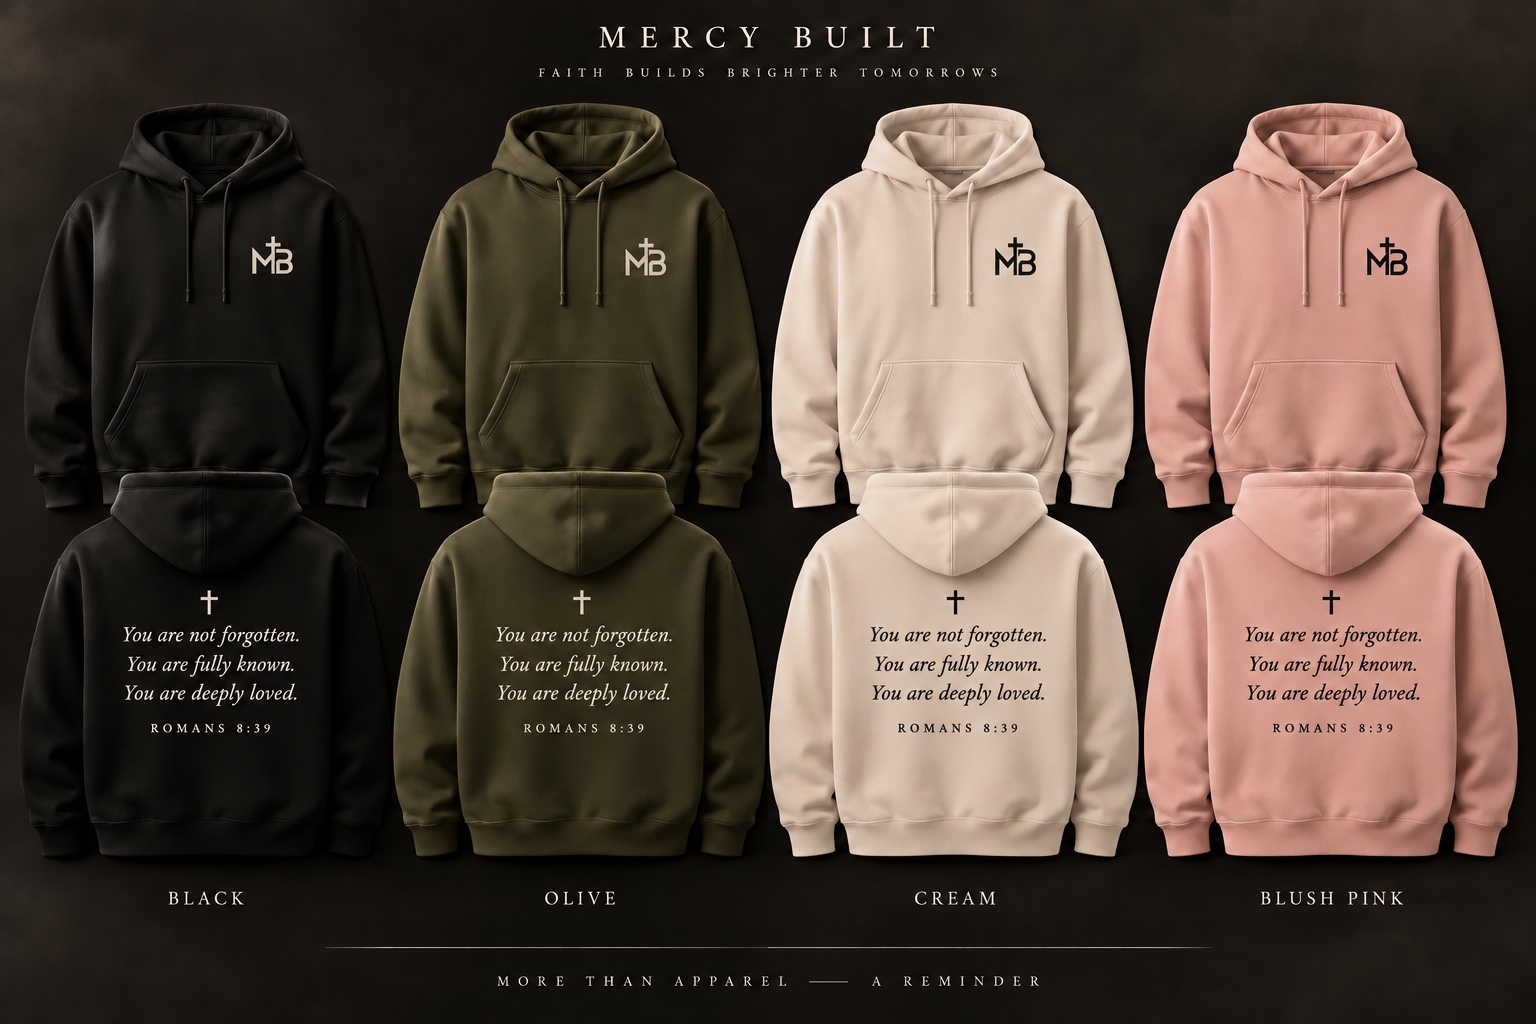 MERCY BUILT
FAITH BUILDS BRIGHTER TOMORROWS
MB
MB
MB
MB
You are not forgotten.
You are fully known.
You are deeply loved.
ROMANS 8:39
You are not forgotten.
You are fully known.
You are deeply loved.
ROMANS 8:39
You are not forgotten.
You are fully known.
You are deeply loved.
ROMANS 8:39
You are not forgotten.
You are fully known.
You are deeply loved.
ROMANS 8:39
BLACK
OLIVE
CREAM
BLUSH PINK
MORE THAN APPAREL — A REMINDER